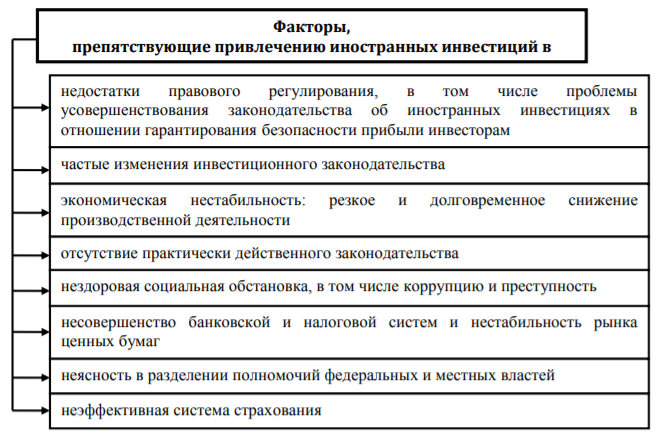 Факторы,
препятствующие привлечению иностранных инвестиций в
недостатки правового регулирования, в том числе проблемы
усовершенствования законодательства об иностранных инвестициях в
отношении гарантирования безопасности прибыли инвесторам
частые изменения инвестиционного законодательства
экономическая нестабильность: резкое и долговременное снижение
производственной деятельности
отсутствие практически действенного законодательства
нездоровая социальная обстановка, в том числе коррупцию и преступность
несовершенство банковской и налоговой систем и нестабильность рынка
ценных бумаг
неясность в разделении полномочий федеральных и местных властей
неэффективная система страхования